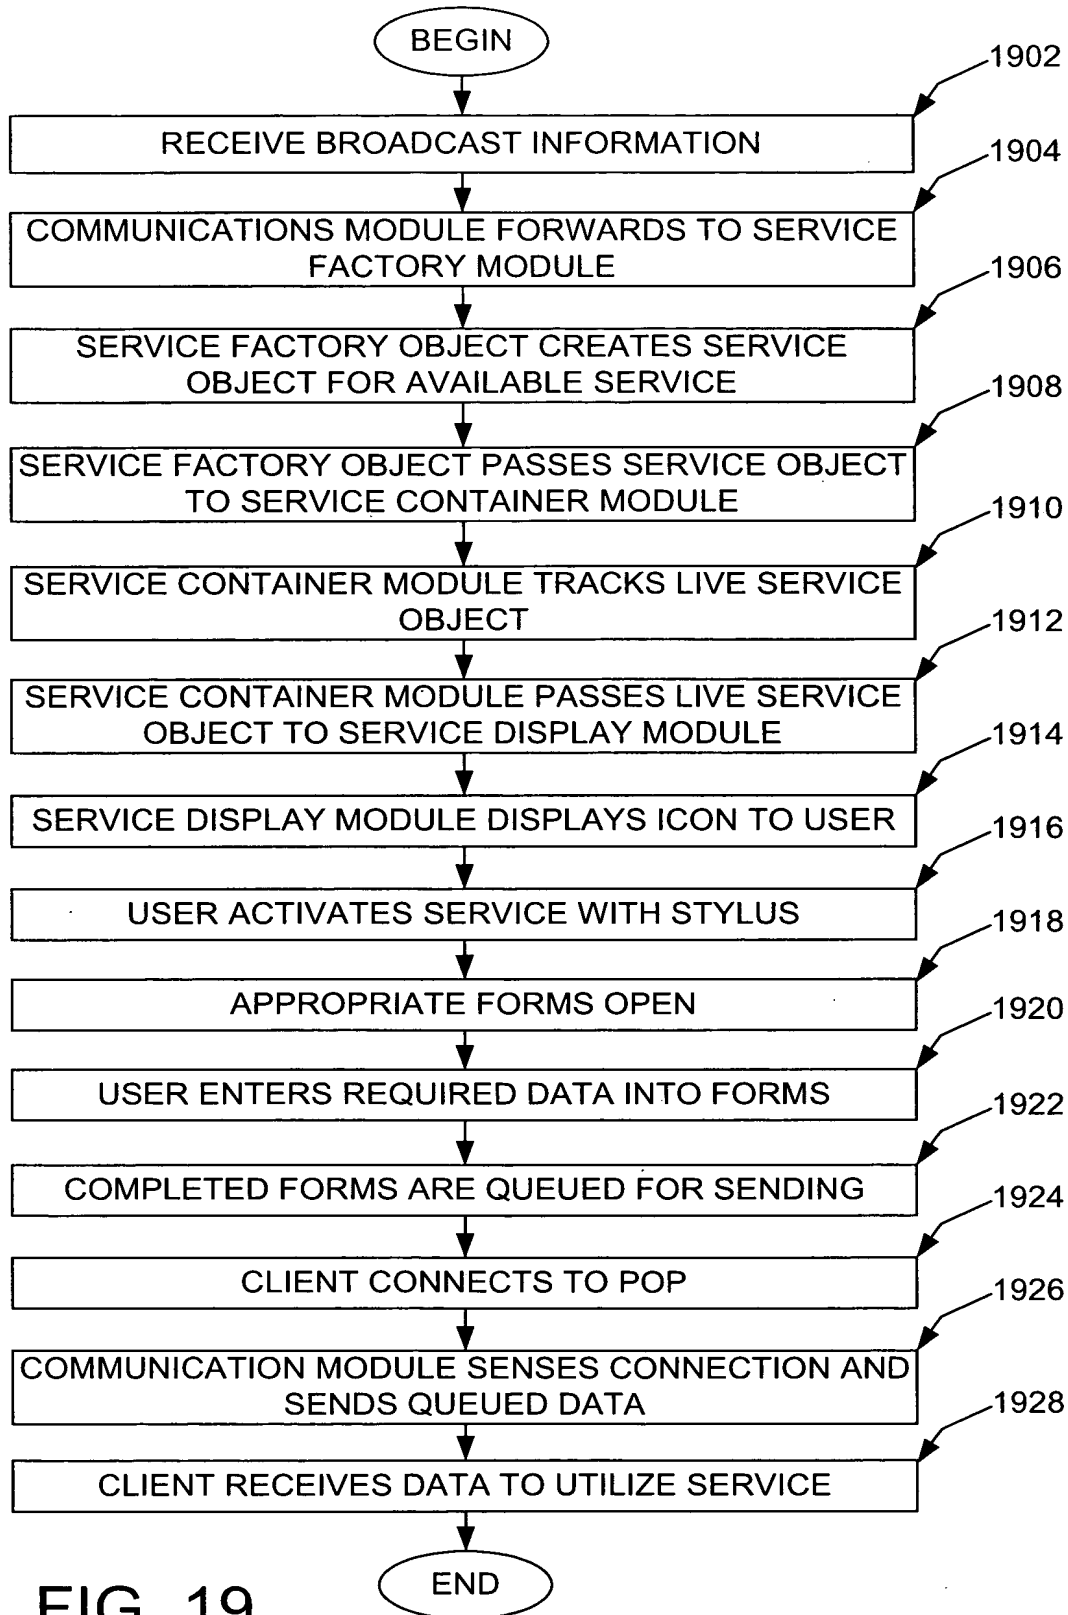 BEGIN
1902
RECEIVE BROADCAST INFORMATION
1904
COMMUNICATIONS MODULE FORWARDS TO SERVICE
FACTORY MODULE
1906
SERVICE FACTORY OBJECT CREATES SERVICE
OBJECT FOR AVAILABLE SERVICE
1908
SERVICE FACTORY OBJECT PASSES SERVICE OBJECT
TO SERVICE CONTAINER MODULE
1910
SERVICE CONTAINER MODULE TRACKS LIVE SERVICE
OBJECT
1912
SERVICE CONTAINER MODULE PASSES LIVE SERVICE
OBJECT TO SERVICE DISPLAY MODULE
1914
SERVICE DISPLAY MODULE DISPLAYS ICON TO USER
1916
USER ACTIVATES SERVICE WITH STYLUS
1918
APPROPRIATE FORMS OPEN
1920
USER ENTERS REQUIRED DATA INTO FORMS
1922
COMPLETED FORMS ARE QUEUED FOR SENDING
1924
CLIENT CONNECTS TO POP
1926
COMMUNICATION MODULE SENSES CONNECTION AND
SENDS QUEUED DATA
1928
CLIENT RECEIVES DATA TO UTILIZE SERVICE
END
FIG. 19